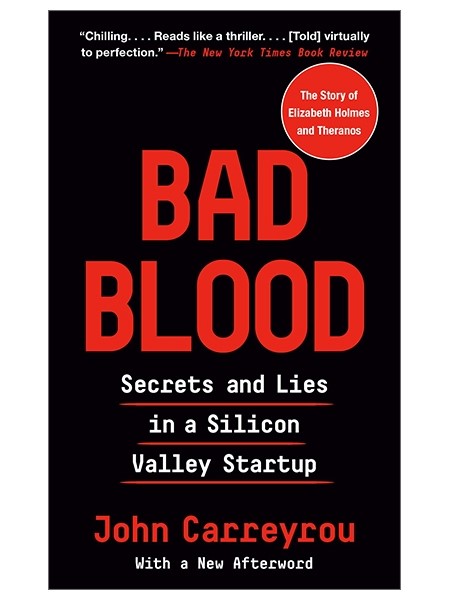 “Chilling. . . . Reads like a thriller. . . . [Told] virtually
to perfection.” —The New York Times Book Review
The Story of
Elizabeth Holmes
and Theranos
BAD
BLOOD
Secrets and Lies
in a Silicon
Valley Startup
John Carreyrou
With a New Afterword